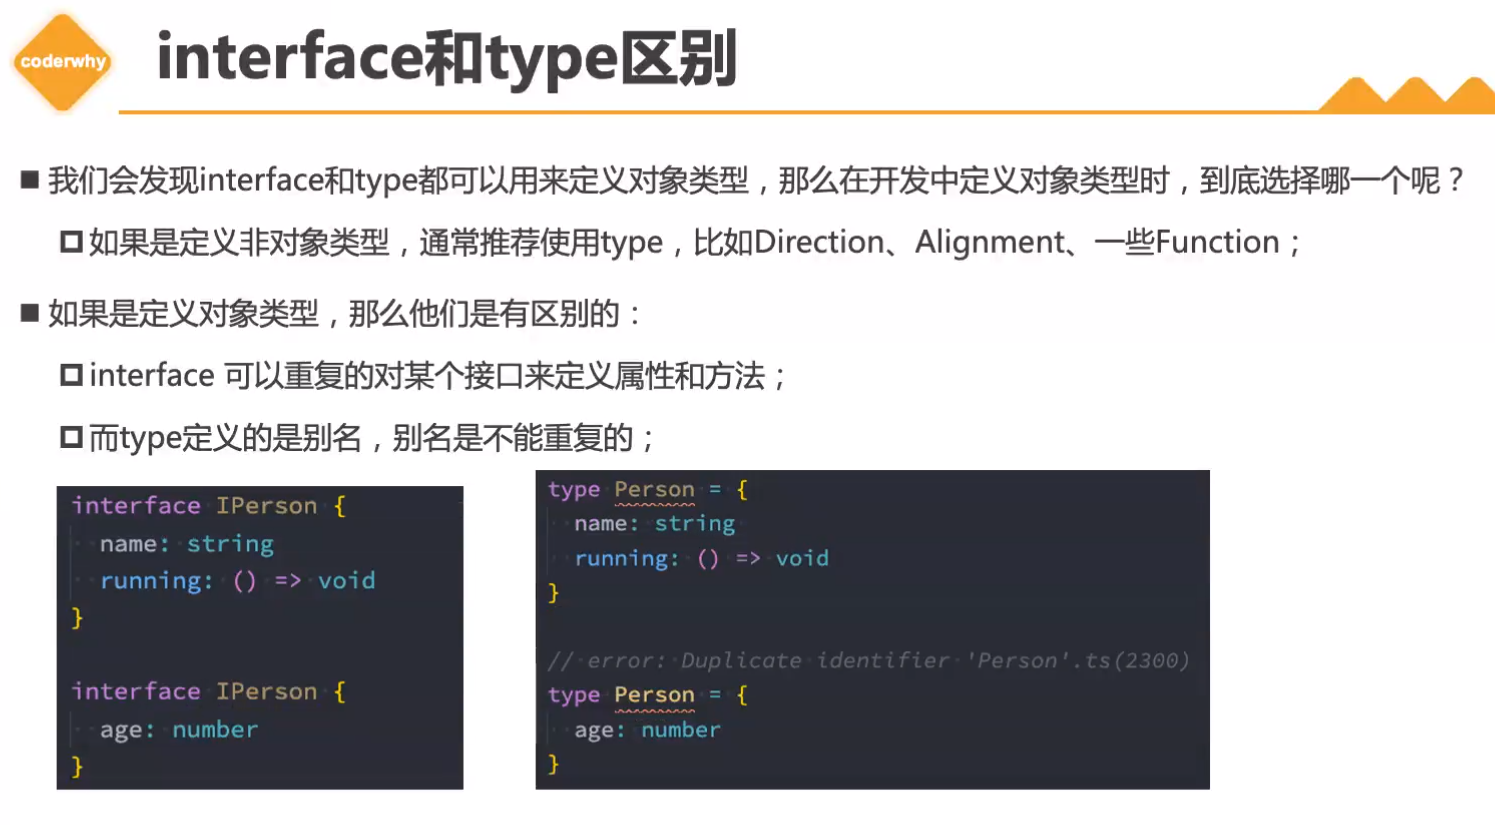 coderwhy
interface和type区别
我们会发现interface和type都可以用来定义对象类型，那么在开发中定义对象类型时，到底选择哪一个呢？
如果是定义非对象类型，通常推荐使用type，比如Direction、Alignment、一些Function；
如果是定义对象类型，那么他们是有区别的：
interface 可以重复的对某个接口来定义属性和方法；
而type定义的是别名，别名是不能重复的；
interface IPerson {
  name: string
  running: () => void
}
interface IPerson {
  age: number
}
type Person = {
  name: string
  running: () => void
}
// error: Duplicate identifier 'Person'.ts(2300)
type Person = {
  age: number
}